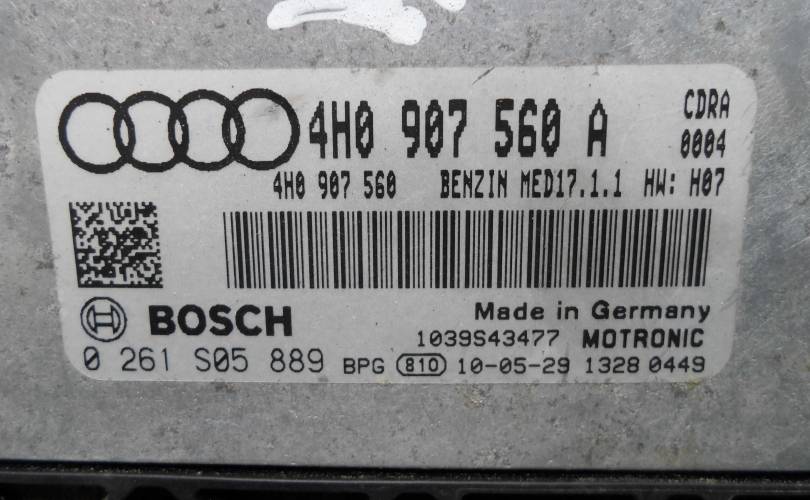 4H0 907 560 A CDRA
0004
4H0 907 560 BENZIN MED17.1.1 HW: H07
BOSCH Made in Germany
1039S43477 MOTRONIC
0 261 S05 889 BPG 810 10-05-29 1328 0449